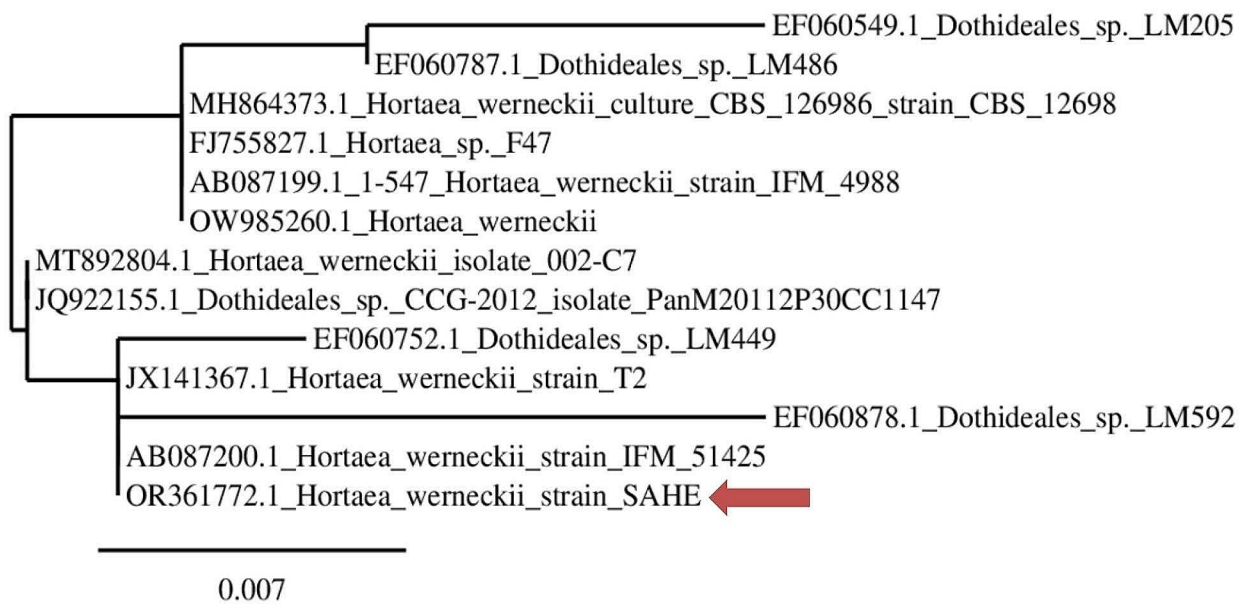 EF060549.1_Dothideales_sp._LM205
EF060787.1_Dothideales_sp._LM486
MH864373.1_Hortaea_werneckii_culture_CBS_126986_strain_CBS_12698
FJ755827.1_Hortaea_sp._F47
AB087199.1_1-547_Hortaea_werneckii_strain_IFM_4988
OW985260.1_Hortaea_werneckii
MT892804.1_Hortaea_werneckii_isolate_002-C7
JQ922155.1_Dothideales_sp._CCG-2012_isolate_PanM20112P30CC1147
EF060752.1_Dothideales_sp._LM449
JX141367.1_Hortaea_werneckii_strain_T2
EF060878.1_Dothideales_sp._LM592
AB087200.1_Hortaea_werneckii_strain_IFM_51425
OR361772.1_Hortaea_werneckii_strain_SAHE
0.007